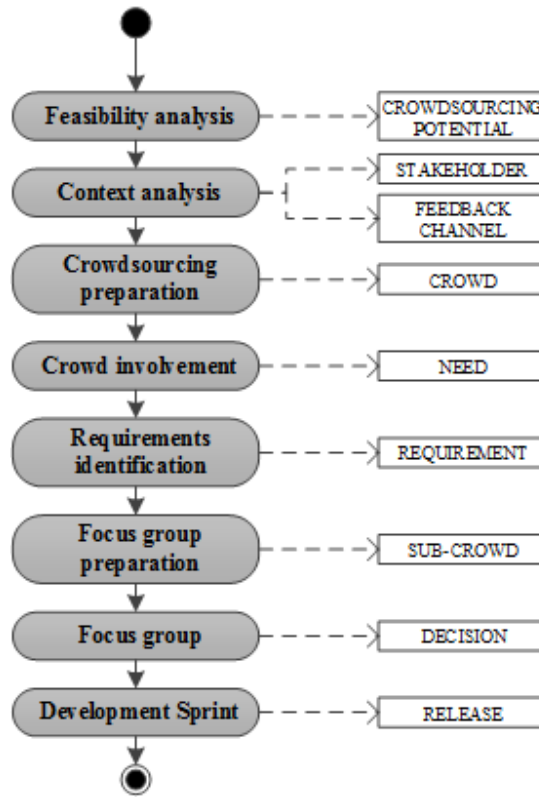 Feasibility analysis
CROWDSOURCING
POTENTIAL
Context analysis
STAKEHOLDER
FEEDBACK
CHANNEL
Crowdsourcing
preparation
CROWD
Crowd involvement
NEED
Requirements
identification
REQUIREMENT
Focus group
preparation
SUB-CROWD
Focus group
DECISION
Development Sprint
RELEASE